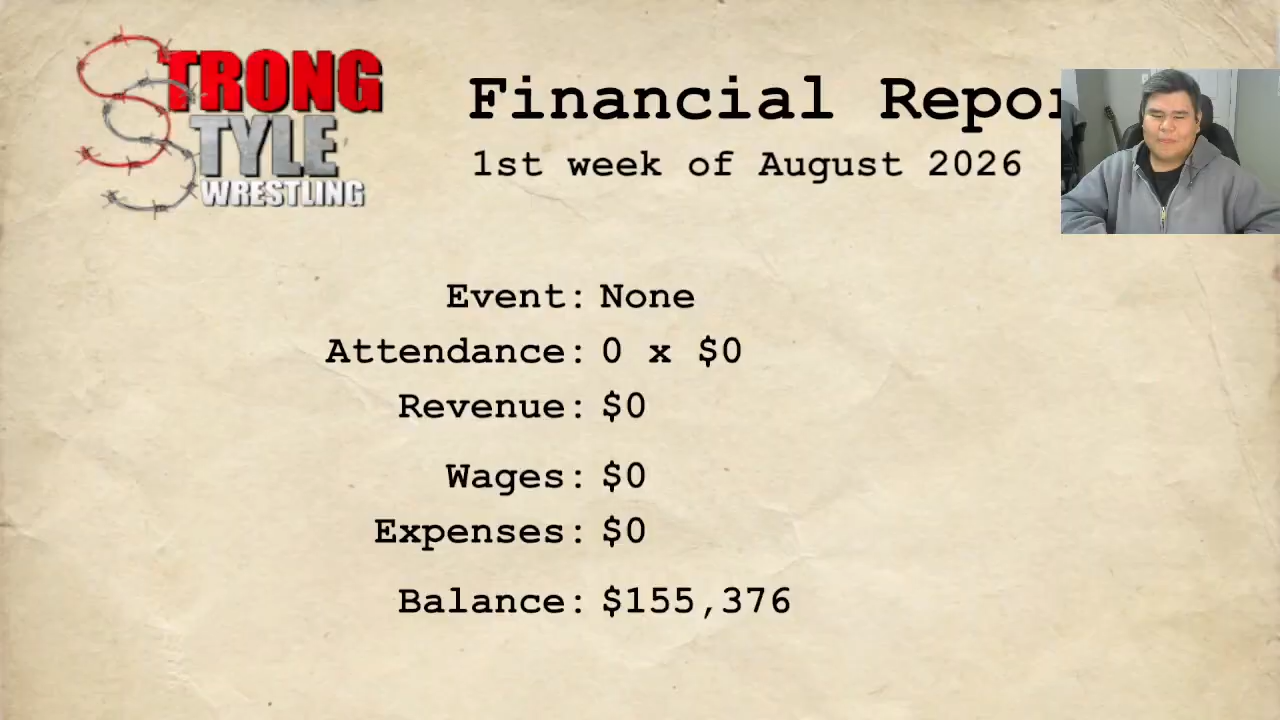 STRONG
STYLE
WRESTLING
Financial Repor
1st week of August 2026
Event: None
Attendance: 0 x $0
Revenue: $0
Wages: $0
Expenses: $0
Balance: $155,376